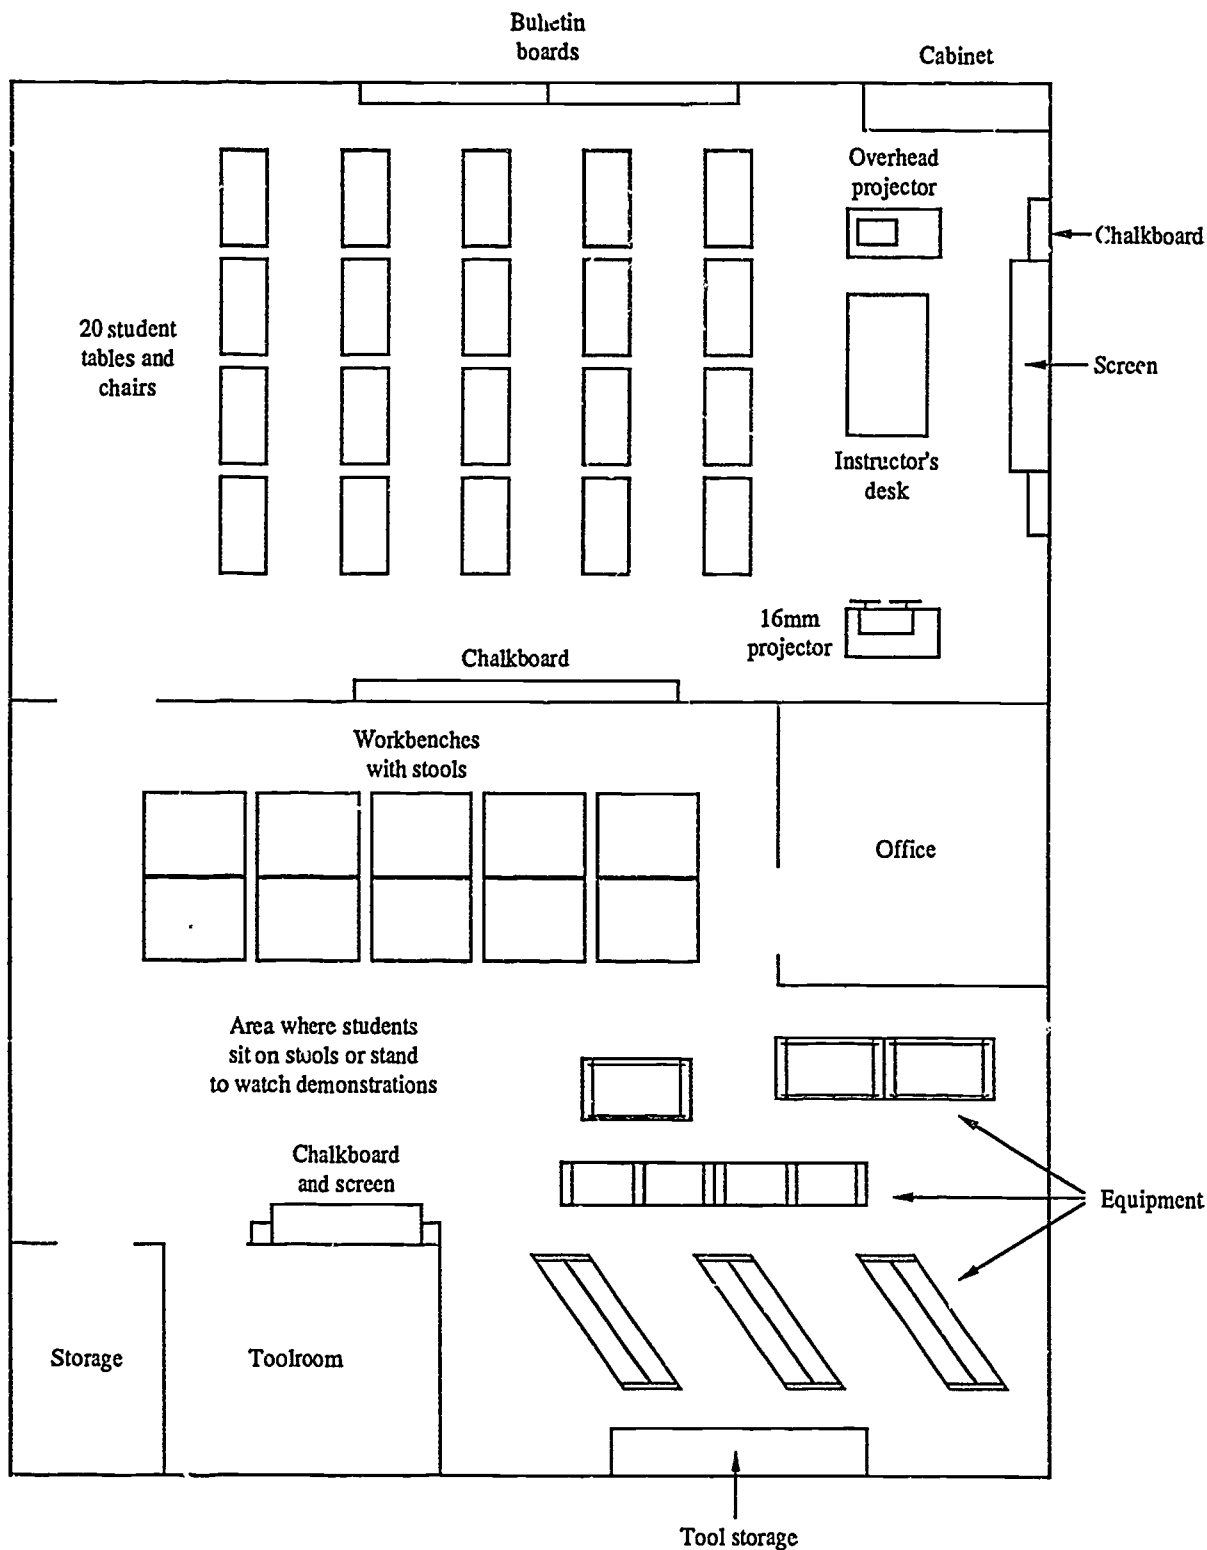 Bulletin
boards
Cabinet
Overhead
projector
Chalkboard
20 student
tables and
chairs
Screen
Instructor's
desk
16mm
projector
Chalkboard
Workbenches
with stools
Office
Area where students
sit on stools or stand
to watch demonstrations
Chalkboard
and screen
Equipment
Storage
Toolroom
Tool storage